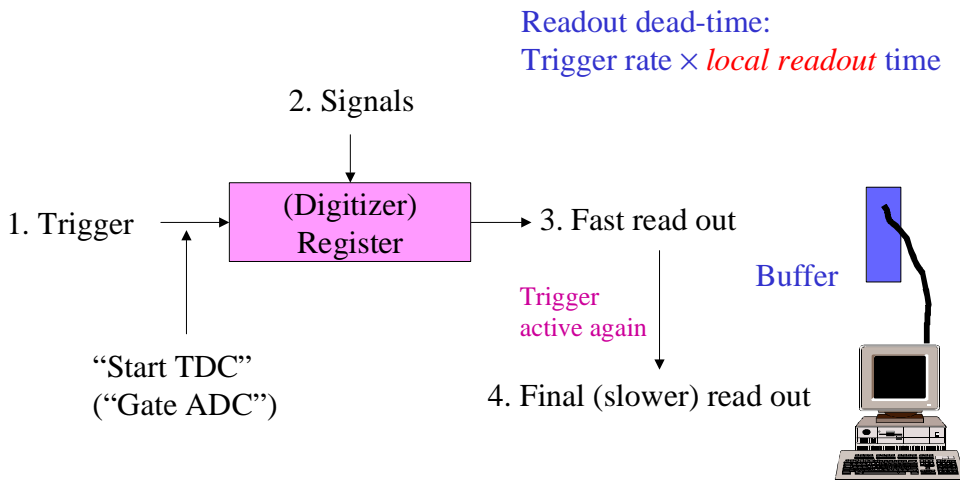 Readout dead-time:
Trigger rate × local readout time
2. Signals
1. Trigger
(Digitizer)
Register
3. Fast read out
Buffer
Trigger
active again
“Start TDC”
(“Gate ADC”)
4. Final (slower) read out